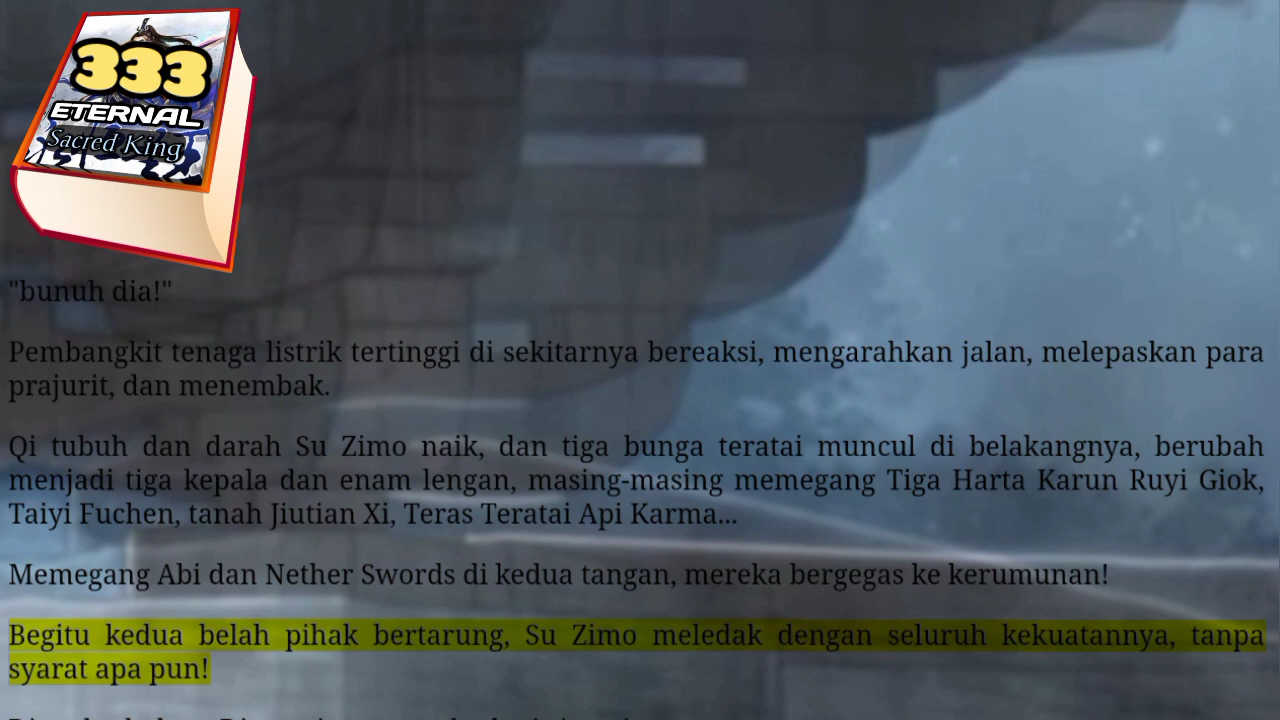 333
ETERNAL
Sacred King
"bunuh dia!"
Pembangkit tenaga listrik tertinggi di sekitarnya bereaksi, mengarahkan jalan, melepaskan para
prajurit, dan menembak.
Qi tubuh dan darah Su Zimo naik, dan tiga bunga teratai muncul di belakangnya, berubah
menjadi tiga kepala dan enam lengan, masing-masing memegang Tiga Harta Karun Ruyi Giok,
Taiyi Fuchen, tanah Jiutian Xi, Teras Teratai Api Karma...
Memegang Abi dan Nether Swords di kedua tangan, mereka bergegas ke kerumunan!
Begitu kedua belah pihak bertarung, Su Zimo meledak dengan seluruh kekuatannya, tanpa
syarat apa pun!